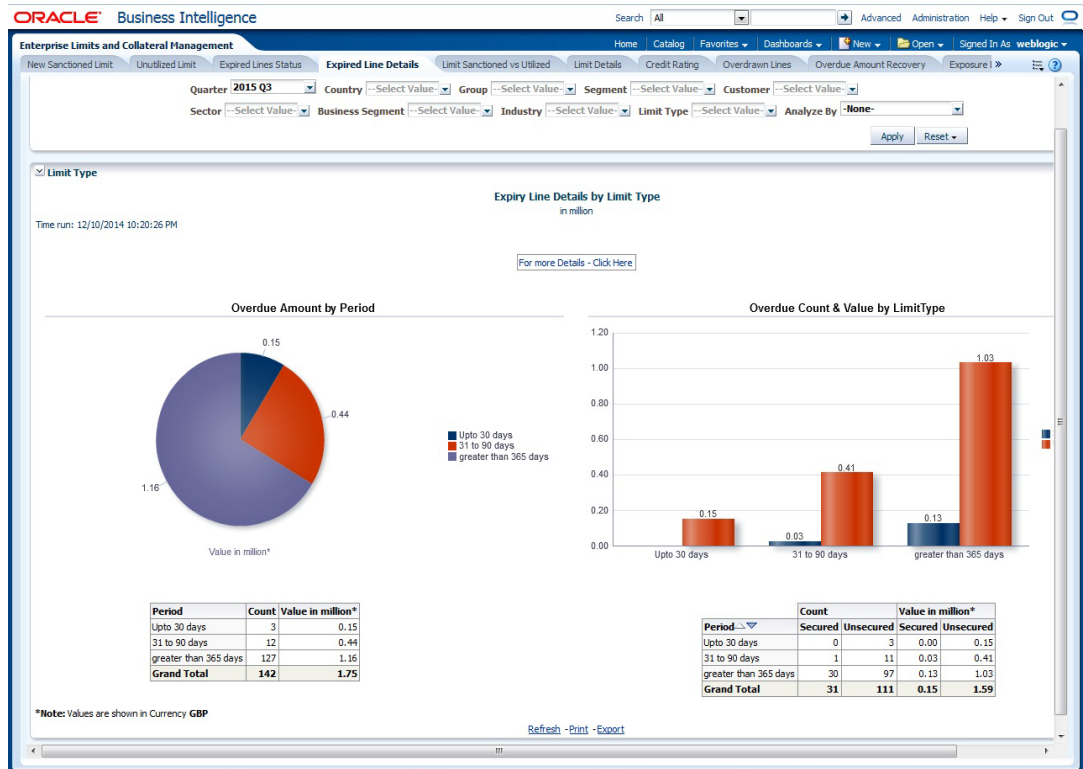 ORACLE Business Intelligence
Search All Advanced Administration Help Sign Out
Enterprise Limits and Collateral Management
Home Catalog Favorites Dashboards New Open Signed In As weblogic
New Sanctioned Limit Unutilized Limit Expired Lines Status Expired Line Details Limit Sanctioned vs Utilized Limit Details Credit Rating Overdrawn Lines Overdue Amount Recovery Exposure »
Quarter 2015 Q3 Country --Select Value- Group --Select Value- Segment --Select Value- Customer --Select Value-
Sector --Select Value- Business Segment --Select Value- Industry --Select Value- Limit Type --Select Value- Analyze By -None-
Apply Reset
Limit Type
Expiry Line Details by Limit Type
in million
Time run: 12/10/2014 10:20:26 PM
For more Details - Click Here
Overdue Amount by Period
0.15
0.44
1.16
Upto 30 days
31 to 90 days
greater than 365 days
Value in million*
Overdue Count & Value by LimitType
1.20
1.00
0.80
0.60
0.40
0.20
0.00
0.15
0.03
0.41
0.13
1.03
Upto 30 days 31 to 90 days greater than 365 days
Period Count Value in million*
Upto 30 days 3 0.15
31 to 90 days 12 0.44
greater than 365 days 127 1.16
Grand Total 142 1.75
Count Value in million*
Period Secured Unsecured Secured Unsecured
Upto 30 days 0 3 0.00 0.15
31 to 90 days 1 11 0.03 0.41
greater than 365 days 30 97 0.13 1.03
Grand Total 31 111 0.15 1.59
*Note: Values are shown in Currency GBP
Refresh - Print - Export